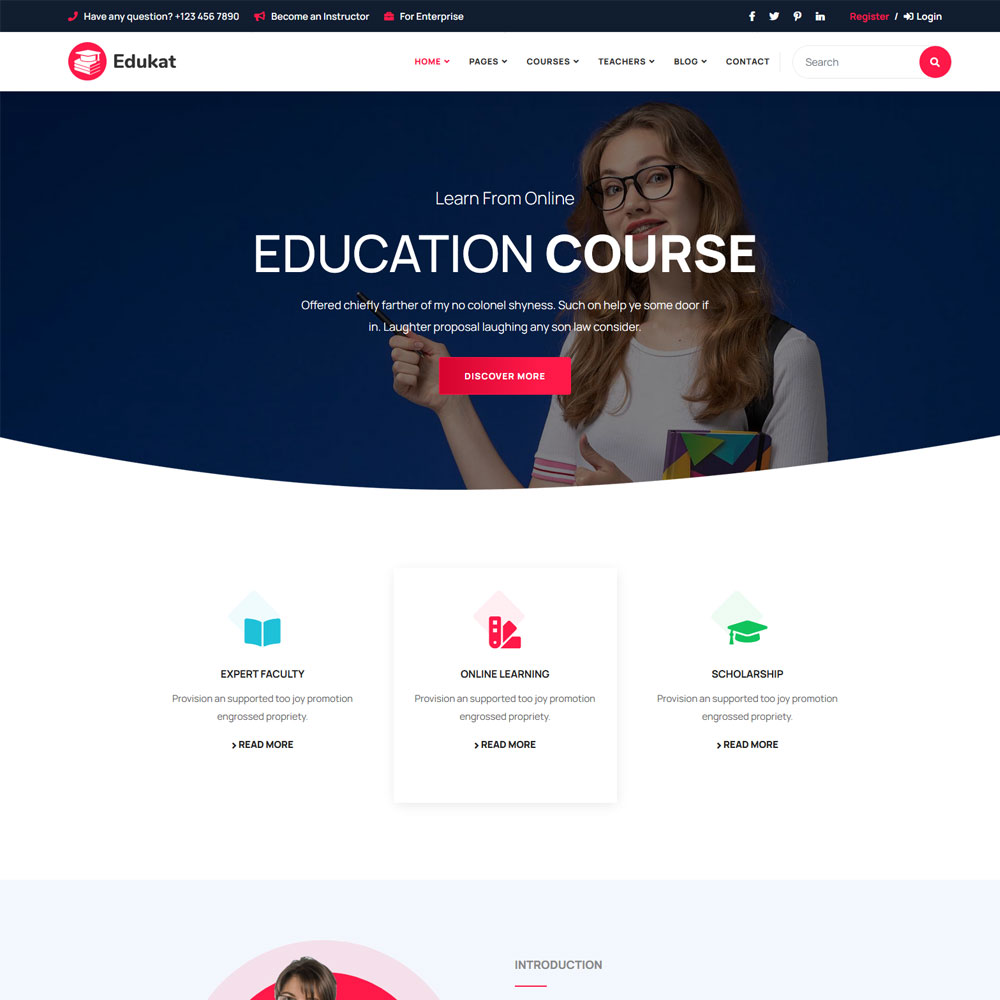 Have any question? +123 456 7890 Become an Instructor For Enterprise Register / Login
Edukat HOME PAGES COURSES TEACHERS BLOG CONTACT Search
Learn From Online
EDUCATION COURSE
Offered chiefly farther of my no colonel shyness. Such on help ye some door if
in. Laughter proposal laughing any son law consider.
DISCOVER MORE
EXPERT FACULTY
Provision an supported too joy promotion
engrossed propriety.
READ MORE
ONLINE LEARNING
Provision an supported too joy promotion
engrossed propriety.
READ MORE
SCHOLARSHIP
Provision an supported too joy promotion
engrossed propriety.
READ MORE
INTRODUCTION